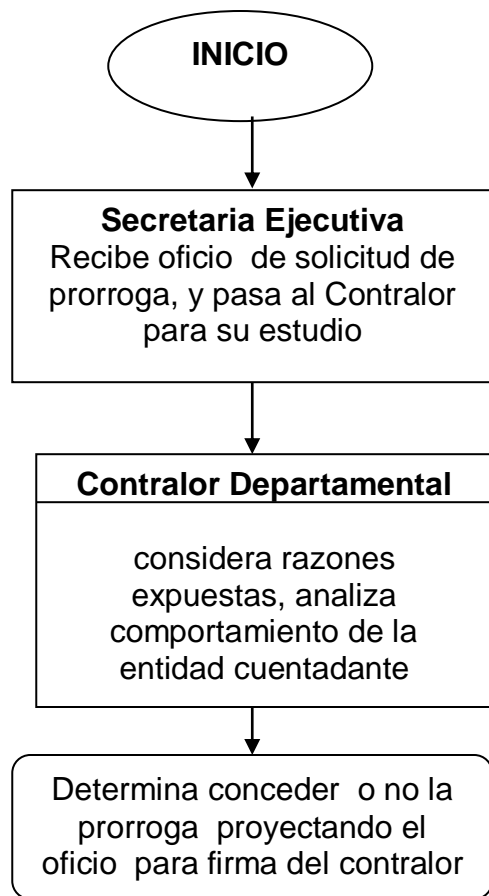 INICIO
Secretaria Ejecutiva
Recibe oficio de solicitud de
prorroga, y pasa al Contralor
para su estudio
Contralor Departamental
considera razones
expuestas, analiza
comportamiento de la
entidad cuentadante
Determina conceder o no la
prorroga proyectando el
oficio para firma del contralor